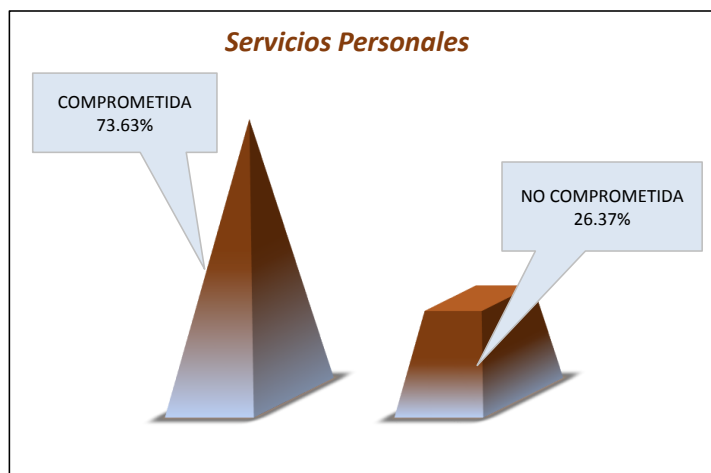 Servicios Personales
COMPROMETIDA
73.63%
NO COMPROMETIDA
26.37%